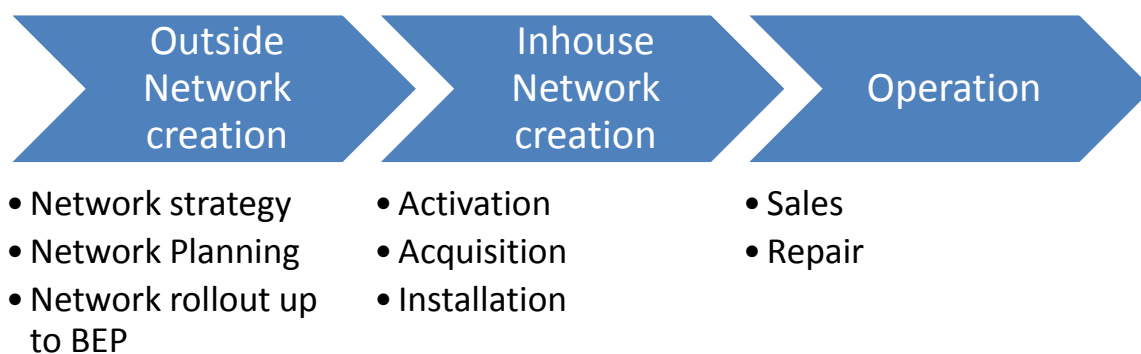 Outside
Network
creation
Inhouse
Network
creation
Operation
• Network strategy
• Network Planning
• Network rollout up
to BEP
• Activation
• Acquisition
• Installation
• Sales
• Repair